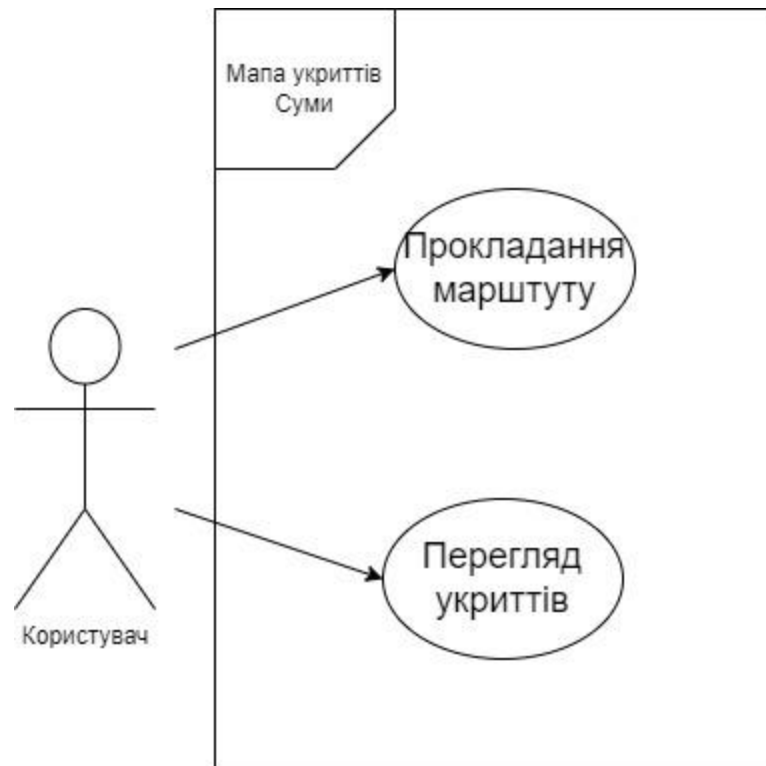 Мапа укриттів
Суми
Прокладання
марштуту
Перегляд
укриттів
Користувач